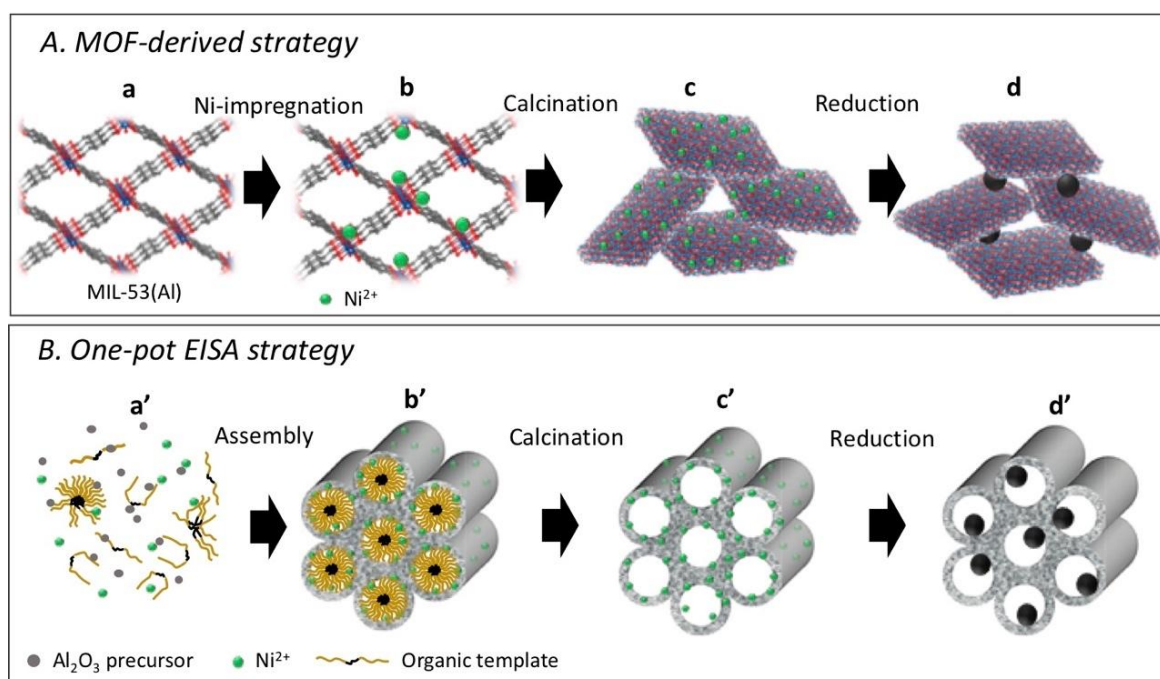 A. MOF-derived strategy
a
Ni-impregnation
b
Calcination
c
Reduction
d
MIL-53(Al)
Ni²⁺
B. One-pot EISA strategy
a’
Assembly
b’
Calcination
c’
Reduction
d’
Al₂O₃ precursor
Ni²⁺
Organic template